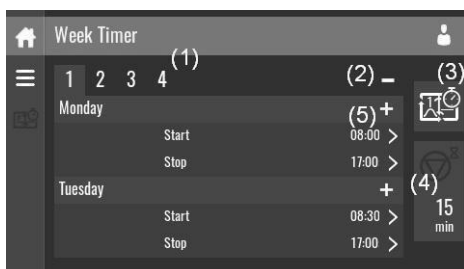 Week Timer
1 2 3 4 (1) (2) − (3)
Monday (5) +
Start 08:00 >
Stop 17:00 >
Tuesday + (4)
Start 08:30 >
Stop 17:00 >
15
min